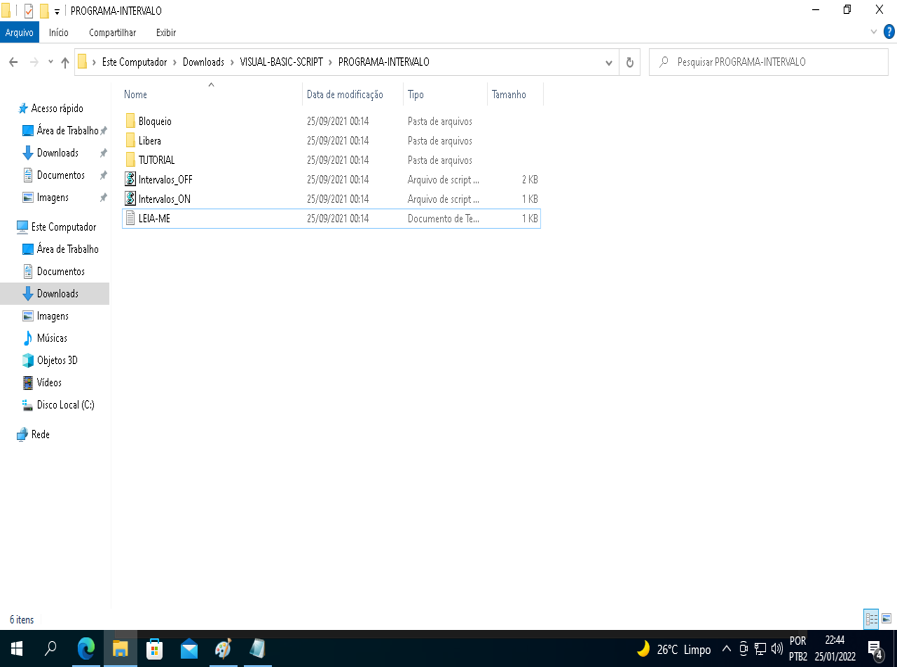 PROGRAMA-INTERVALO
Arquivo Início Compartilhar Exibir
Este Computador Downloads VISUAL-BASIC-SCRIPT PROGRAMA-INTERVALO Pesquisar PROGRAMA-INTERVALO
Nome Data de modificação Tipo Tamanho
Bloqueio 25/09/2021 00:14 Pasta de arquivos
Libera 25/09/2021 00:14 Pasta de arquivos
TUTORIAL 25/09/2021 00:14 Pasta de arquivos
Intervalos_OFF 25/09/2021 00:14 Arquivo de script ... 2 KB
Intervalos_ON 25/09/2021 00:14 Arquivo de script ... 1 KB
LEIA-ME 25/09/2021 00:14 Documento de Te... 1 KB
Acesso rápido
Área de Trabalho
Downloads
Documentos
Imagens
Este Computador
Área de Trabalho
Documentos
Downloads
Imagens
Músicas
Objetos 3D
Vídeos
Disco Local (C:)
Rede
6 itens
26°C Limpo POR 22:44
PTB2 25/01/2022 4